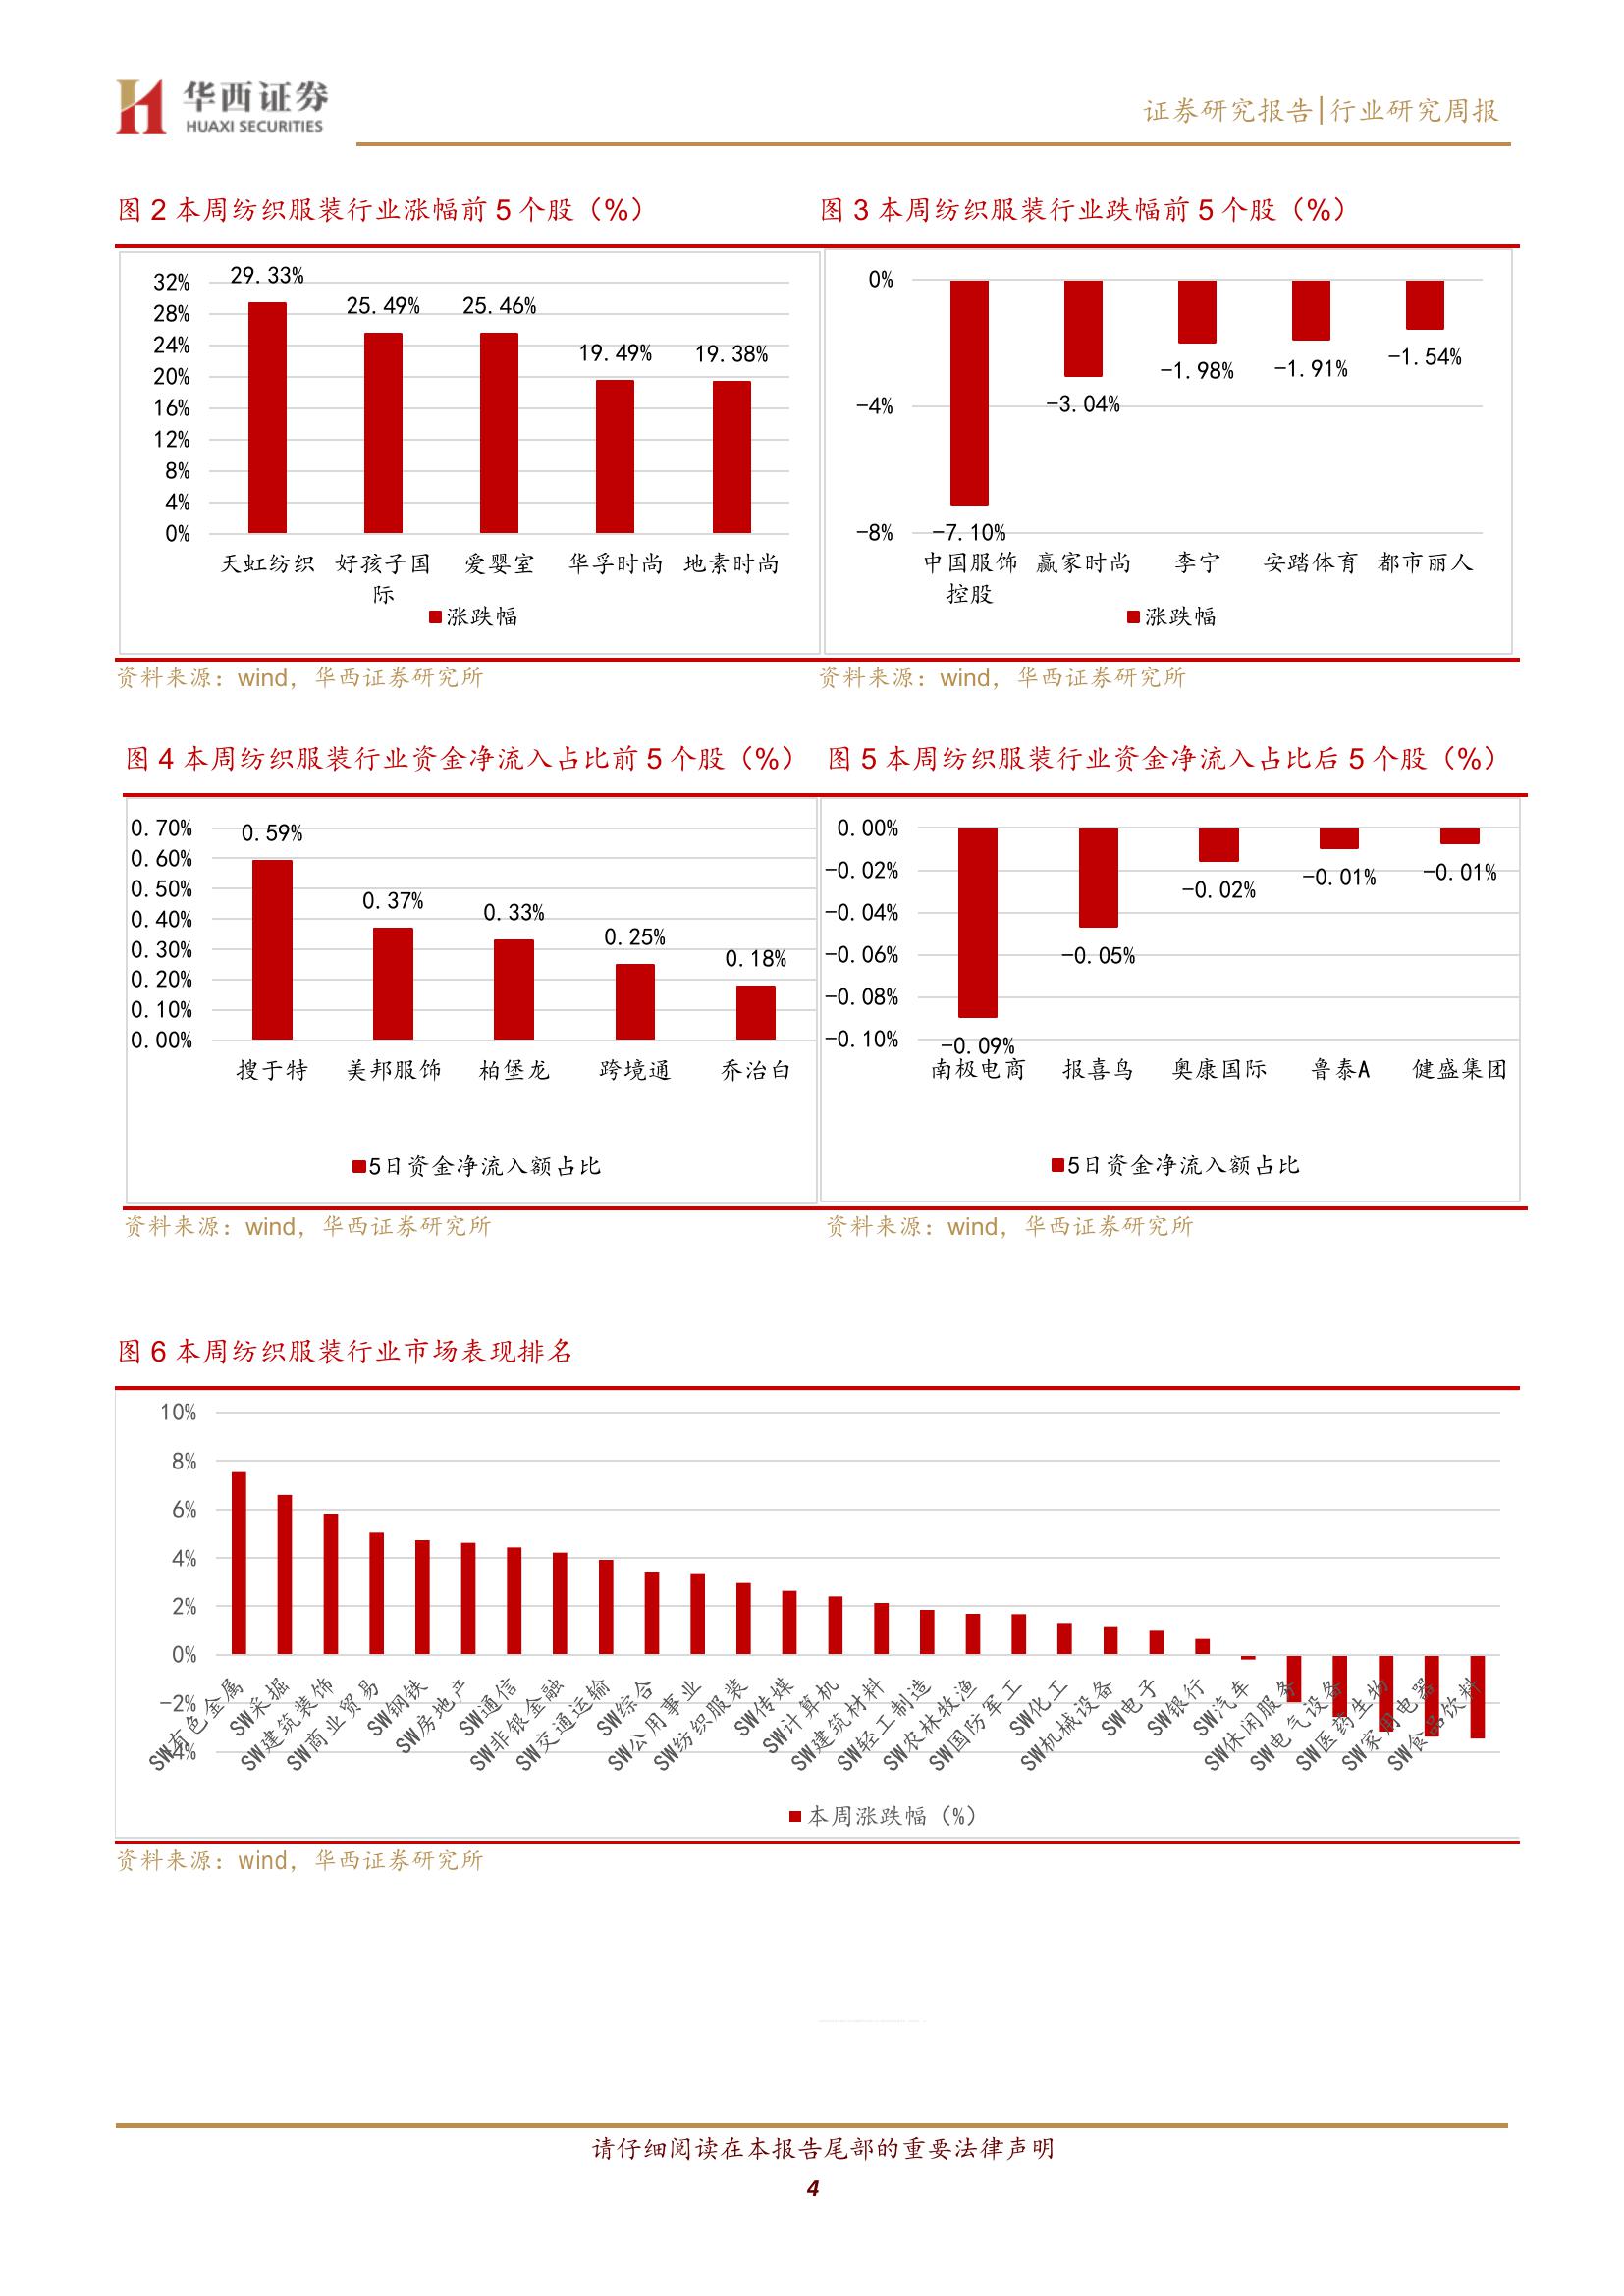 华西证券
HUAXI SECURITIES
证券研究报告|行业研究周报
图 2 本周纺织服装行业涨幅前 5 个股（%）
32%
28%
24%
20%
16%
12%
8%
4%
0%
29.33%
25.49%
25.46%
19.49%
19.38%
天虹纺织
好孩子国
际
爱婴室
华孚时尚
地素时尚
涨跌幅
资料来源：wind，华西证券研究所
图 3 本周纺织服装行业跌幅前 5 个股（%）
0%
-4%
-8%
-7.10%
-3.04%
-1.98%
-1.91%
-1.54%
中国服饰
控股
赢家时尚
李宁
安踏体育
都市丽人
涨跌幅
资料来源：wind，华西证券研究所
图 4 本周纺织服装行业资金净流入占比前 5 个股（%）
0.70%
0.60%
0.50%
0.40%
0.30%
0.20%
0.10%
0.00%
0.59%
0.37%
0.33%
0.25%
0.18%
搜于特
美邦服饰
柏堡龙
跨境通
乔治白
5日资金净流入额占比
资料来源：wind，华西证券研究所
图 5 本周纺织服装行业资金净流入占比后 5 个股（%）
0.00%
-0.02%
-0.04%
-0.06%
-0.08%
-0.10%
-0.09%
-0.05%
-0.02%
-0.01%
-0.01%
南极电商
报喜鸟
奥康国际
鲁泰A
健盛集团
5日资金净流入额占比
资料来源：wind，华西证券研究所
图 6 本周纺织服装行业市场表现排名
10%
8%
6%
4%
2%
0%
-2%
-4%
SW有色金属
SW采掘
SW建筑装饰
SW商业贸易
SW钢铁
SW房地产
SW通信
SW非银金融
SW交通运输
SW综合
SW公用事业
SW纺织服装
SW传媒
SW计算机
SW建筑材料
SW轻工制造
SW农林牧渔
SW国防军工
SW化工
SW机械设备
SW电子
SW银行
SW汽车
SW休闲服务
SW电气设备
SW医药生物
SW家用电器
SW食品饮料
本周涨跌幅（%）
资料来源：wind，华西证券研究所
请仔细阅读在本报告尾部的重要法律声明
4